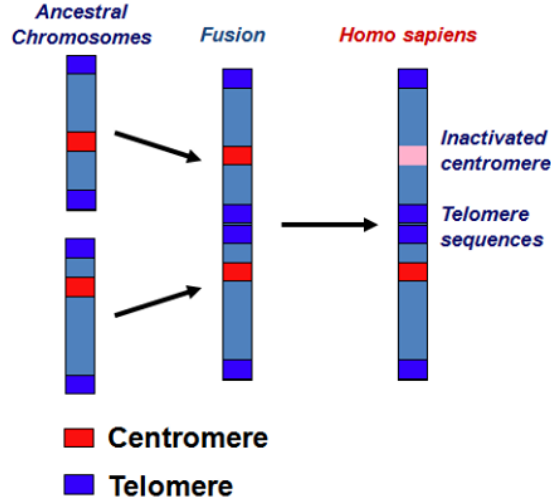 Ancestral
Chromosomes
Fusion
Homo sapiens
Inactivated
centromere
Telomere
sequences
Centromere
Telomere